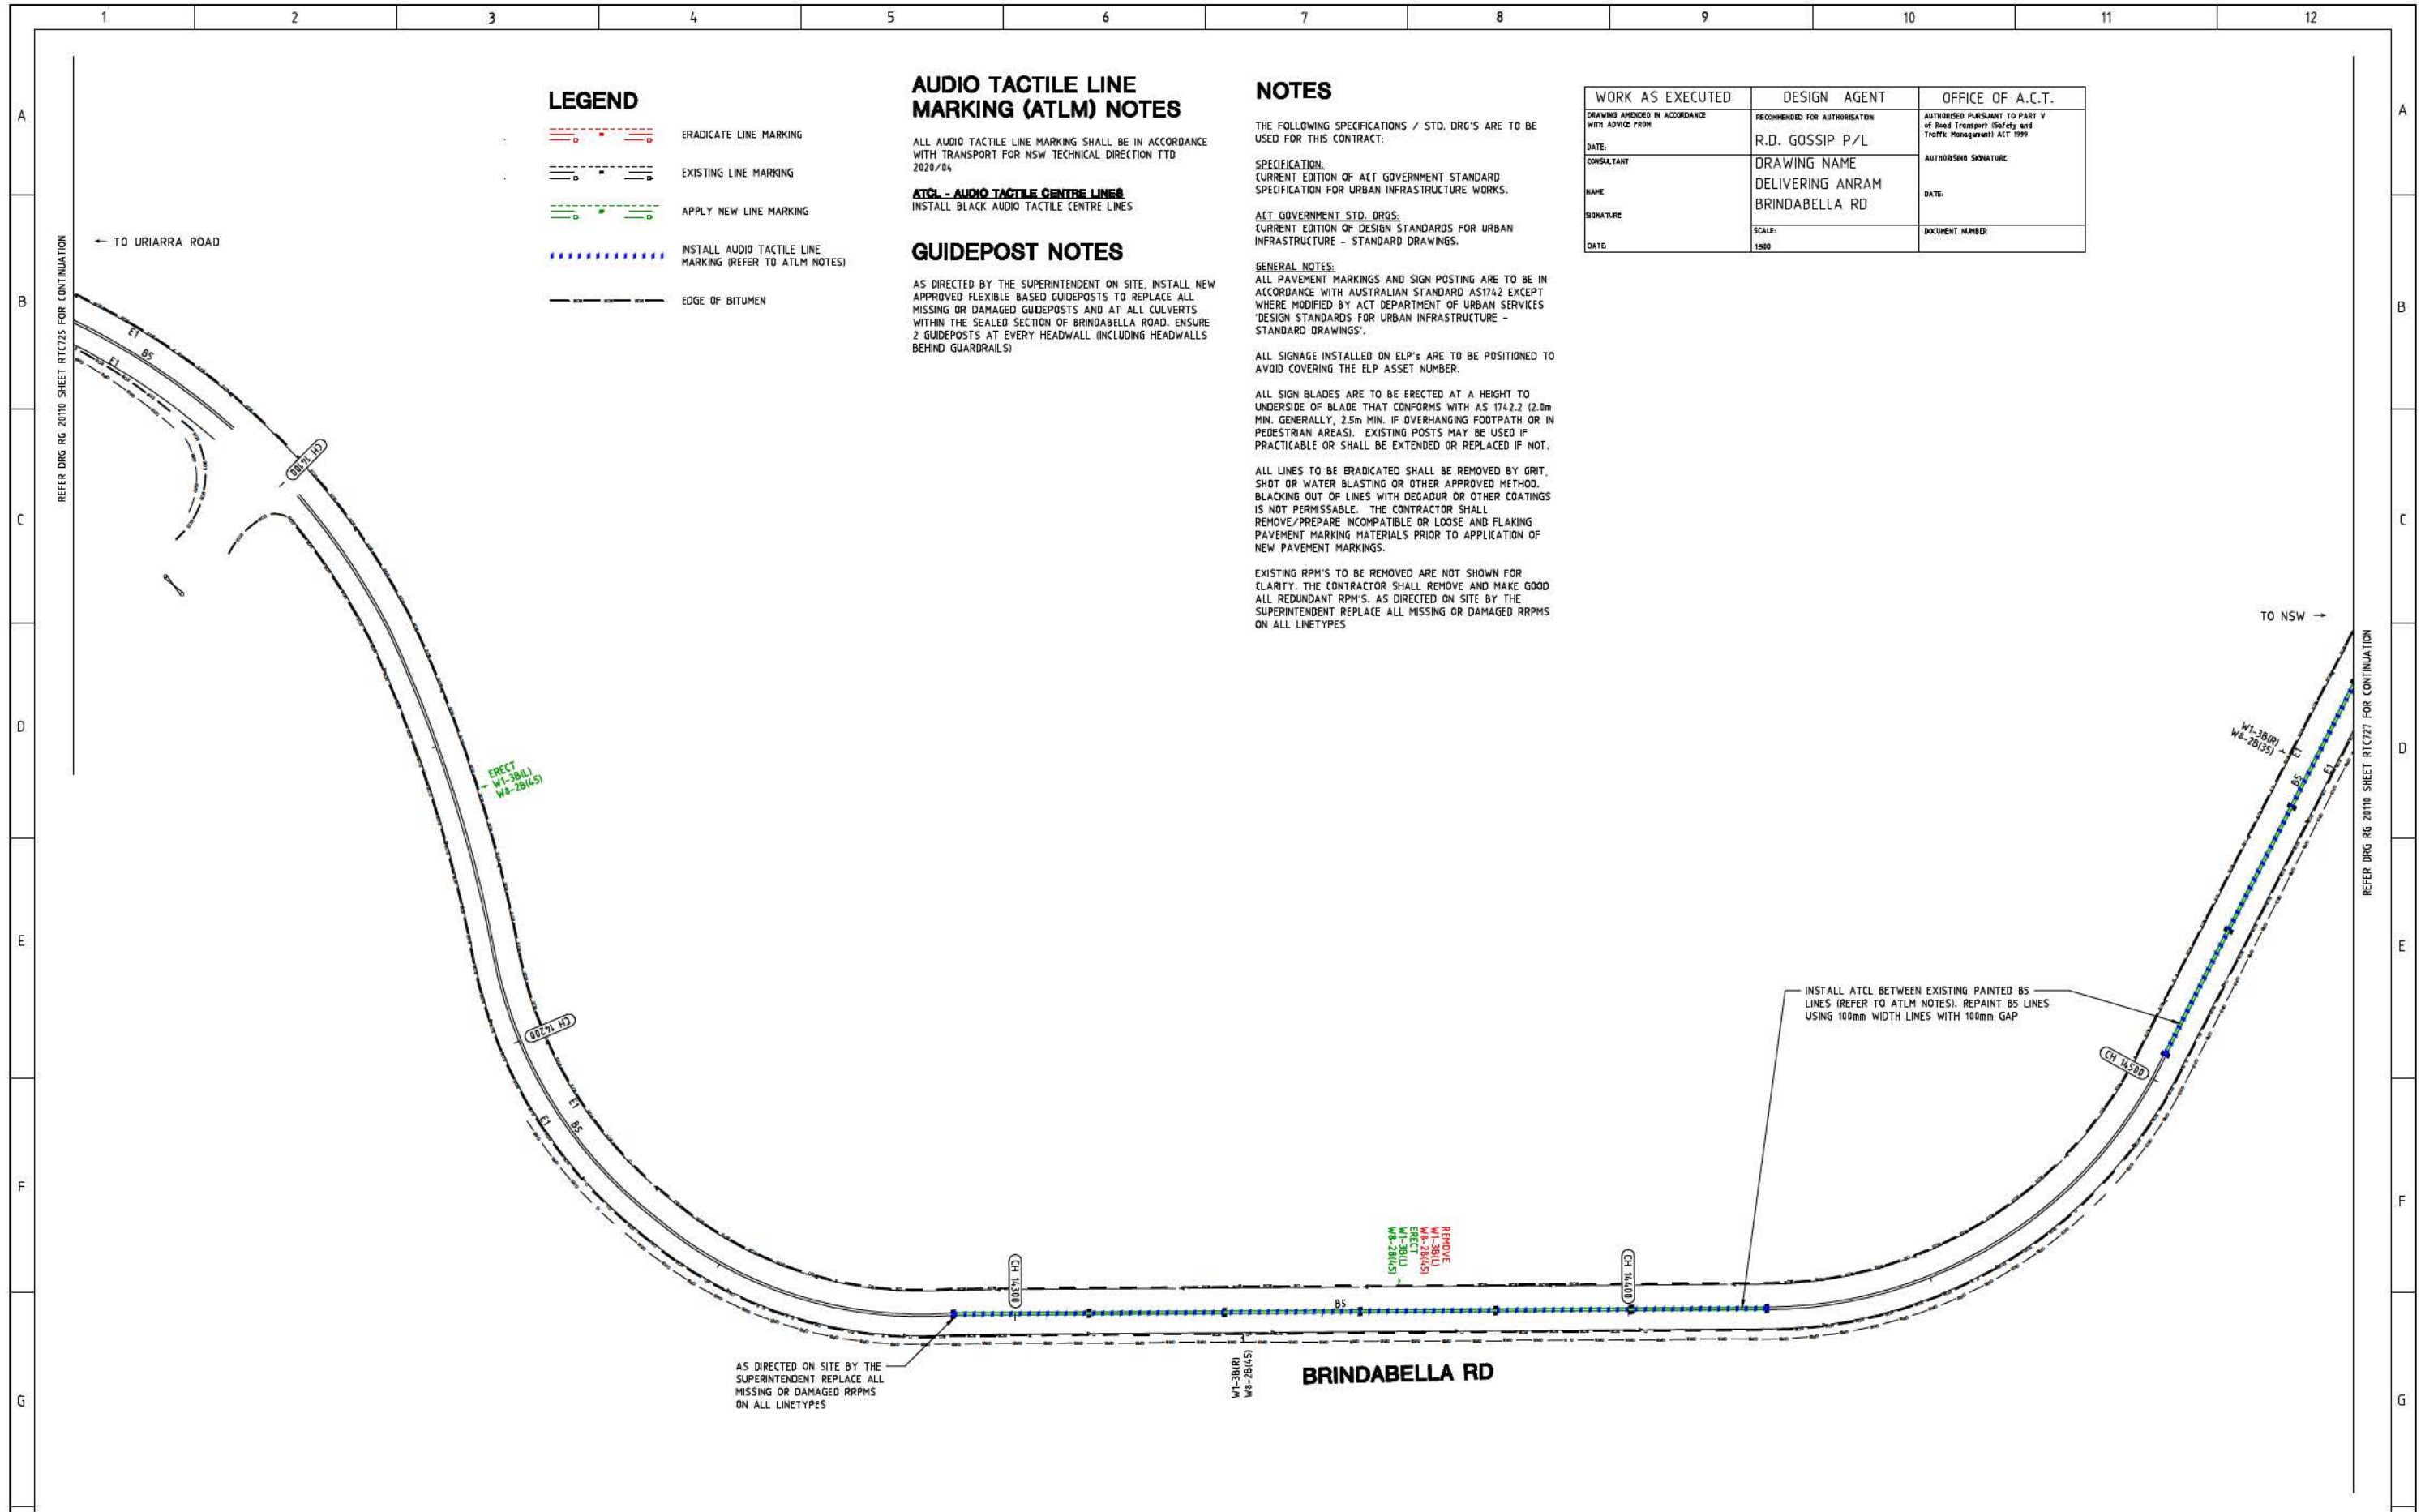 1 2 3 4 5 6 7 8 9 10 11 12
A
B
C
D
E
F
G
A
B
C
D
E
F
G
REFER DRG RG 20110 SHEET RTC725 FOR CONTINUATION
← TO URIARRA ROAD
LEGEND
ERADICATE LINE MARKING
EXISTING LINE MARKING
APPLY NEW LINE MARKING
INSTALL AUDIO TACTILE LINE
MARKING (REFER TO ATLM NOTES)
EDGE OF BITUMEN
AUDIO TACTILE LINE
MARKING (ATLM) NOTES
ALL AUDIO TACTILE LINE MARKING SHALL BE IN ACCORDANCE
WITH TRANSPORT FOR NSW TECHNICAL DIRECTION TTD
2020/04
ATCL - AUDIO TACTILE CENTRE LINES
INSTALL BLACK AUDIO TACTILE CENTRE LINES
GUIDEPOST NOTES
AS DIRECTED BY THE SUPERINTENDENT ON SITE, INSTALL NEW
APPROVED FLEXIBLE BASED GUIDEPOSTS TO REPLACE ALL
MISSING OR DAMAGED GUIDEPOSTS AND AT ALL CULVERTS
WITHIN THE SEALED SECTION OF BRINDABELLA ROAD. ENSURE
2 GUIDEPOSTS AT EVERY HEADWALL (INCLUDING HEADWALLS
BEHIND GUARDRAILS)
NOTES
THE FOLLOWING SPECIFICATIONS / STD. DRG'S ARE TO BE
USED FOR THIS CONTRACT:
SPECIFICATION:
CURRENT EDITION OF ACT GOVERNMENT STANDARD
SPECIFICATION FOR URBAN INFRASTRUCTURE WORKS.
ACT GOVERNMENT STD. DRGS:
CURRENT EDITION OF DESIGN STANDARDS FOR URBAN
INFRASTRUCTURE - STANDARD DRAWINGS.
GENERAL NOTES:
ALL PAVEMENT MARKINGS AND SIGN POSTING ARE TO BE IN
ACCORDANCE WITH AUSTRALIAN STANDARD AS1742 EXCEPT
WHERE MODIFIED BY ACT DEPARTMENT OF URBAN SERVICES
'DESIGN STANDARDS FOR URBAN INFRASTRUCTURE -
STANDARD DRAWINGS'.
ALL SIGNAGE INSTALLED ON ELP's ARE TO BE POSITIONED TO
AVOID COVERING THE ELP ASSET NUMBER.
ALL SIGN BLADES ARE TO BE ERECTED AT A HEIGHT TO
UNDERSIDE OF BLADE THAT CONFORMS WITH AS 1742.2 (2.0m
MIN. GENERALLY, 2.5m MIN. IF OVERHANGING FOOTPATH OR IN
PEDESTRIAN AREAS). EXISTING POSTS MAY BE USED IF
PRACTICABLE OR SHALL BE EXTENDED OR REPLACED IF NOT.
ALL LINES TO BE ERADICATED SHALL BE REMOVED BY GRIT,
SHOT OR WATER BLASTING OR OTHER APPROVED METHOD.
BLACKING OUT OF LINES WITH DEGADUR OR OTHER COATINGS
IS NOT PERMISSABLE. THE CONTRACTOR SHALL
REMOVE/PREPARE INCOMPATIBLE OR LOOSE AND FLAKING
PAVEMENT MARKING MATERIALS PRIOR TO APPLICATION OF
NEW PAVEMENT MARKINGS.
EXISTING RPM'S TO BE REMOVED ARE NOT SHOWN FOR
CLARITY. THE CONTRACTOR SHALL REMOVE AND MAKE GOOD
ALL REDUNDANT RPM'S. AS DIRECTED ON SITE BY THE
SUPERINTENDENT REPLACE ALL MISSING OR DAMAGED RRPMS
ON ALL LINETYPES
WORK AS EXECUTED
DRAWING AMENDED IN ACCORDANCE
WITH ADVICE FROM
DATE:
CONSULTANT
NAME
SIGNATURE
DATE:
DESIGN AGENT
RECOMMENDED FOR AUTHORISATION
R.D. GOSSIP P/L
DRAWING NAME
DELIVERING ANRAM
BRINDABELLA RD
SCALE:
1:500
OFFICE OF A.C.T.
AUTHORISED PURSUANT TO PART V
of Road Transport (Safety and
Traffic Management) ACT 1999
AUTHORISING SIGNATURE
DATE:
DOCUMENT NUMBER
E1
B5
E1
CH 14100
ERECT
W1-3B(L)
W8-2B(45)
CH 14200
E1
E1
B5
CH 14300
AS DIRECTED ON SITE BY THE
SUPERINTENDENT REPLACE ALL
MISSING OR DAMAGED RRPMS
ON ALL LINETYPES
W1-3B(R)
W8-2B(45)
B5
REMOVE
W1-3B(L)
W8-2B(45)
ERECT
W1-3B(L)
W8-2B(45)
BRINDABELLA RD
CH 14400
INSTALL ATCL BETWEEN EXISTING PAINTED B5
LINES (REFER TO ATLM NOTES). REPAINT B5 LINES
USING 100mm WIDTH LINES WITH 100mm GAP
CH 14500
W1-3B(R)
W8-2B(35)
E1
B5
E1
TO NSW →
REFER DRG RG 20110 SHEET RTC727 FOR CONTINUATION